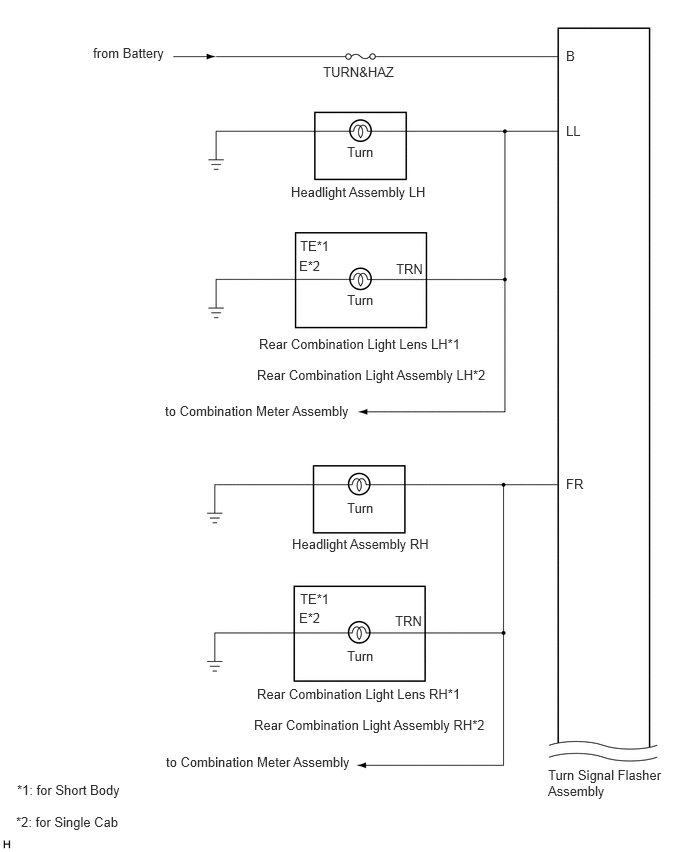 from Battery
TURN&HAZ
B
LL
Turn
Headlight Assembly LH
TE*1
E*2
TRN
Turn
Rear Combination Light Lens LH*1
Rear Combination Light Assembly LH*2
to Combination Meter Assembly
FR
Turn
Headlight Assembly RH
TE*1
E*2
TRN
Turn
Rear Combination Light Lens RH*1
Rear Combination Light Assembly RH*2
to Combination Meter Assembly
Turn Signal Flasher
Assembly
*1: for Short Body
*2: for Single Cab
H